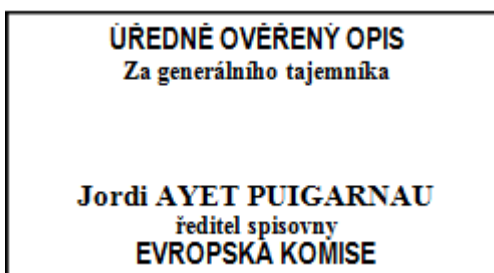 ÚŘEDNĚ OVĚŘENÝ OPIS
Za generálního tajemníka
Jordi AYET PUIGARNAU
ředitel spisovny
EVROPSKÁ KOMISE